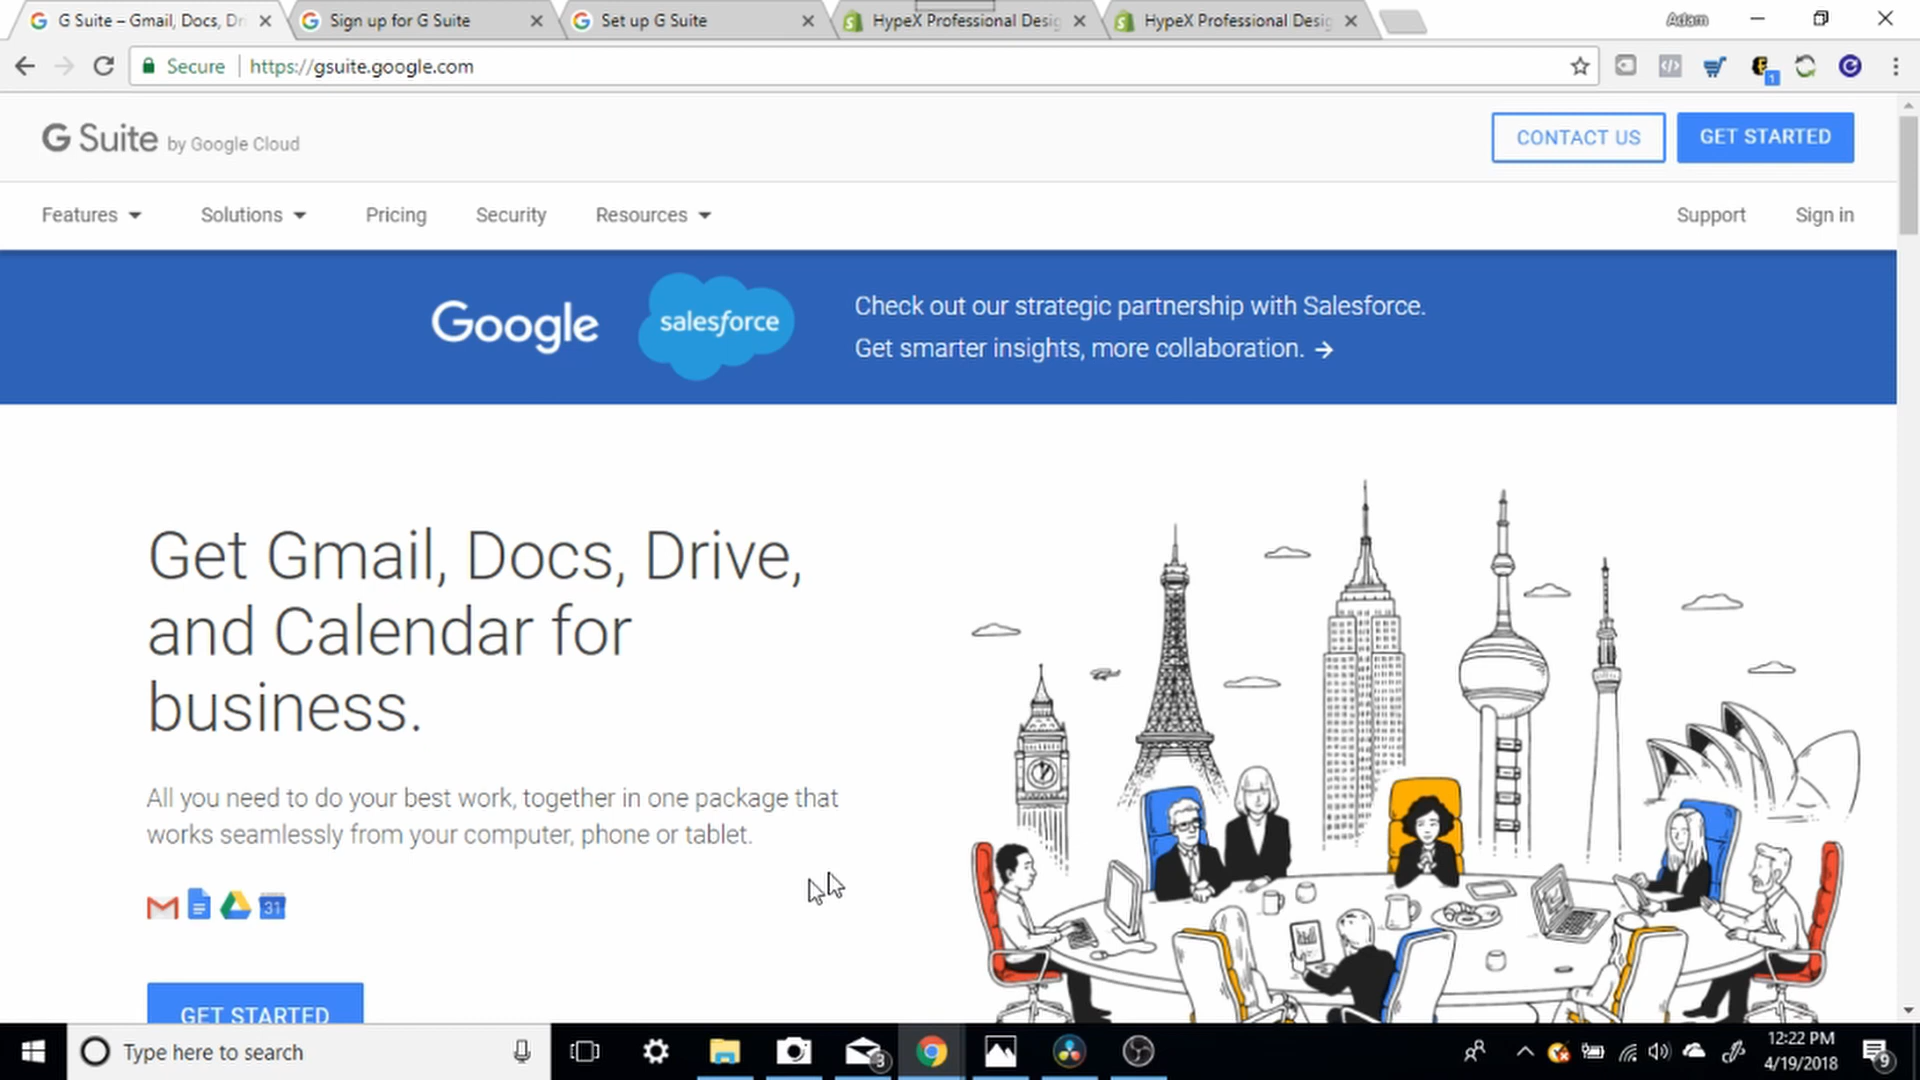 G Suite – Gmail, Docs, Dr
Sign up for G Suite
Set up G Suite
HypeX Professional Desig
HypeX Professional Desig
Adam
Secure
https://gsuite.google.com
1
G Suite by Google Cloud
CONTACT US
GET STARTED
Features
Solutions
Pricing
Security
Resources
Support
Sign in
Google
salesforce
Check out our strategic partnership with Salesforce.
Get smarter insights, more collaboration. →
Get Gmail, Docs, Drive,
and Calendar for
business.
All you need to do your best work, together in one package that
works seamlessly from your computer, phone or tablet.
31
GET STARTED
Type here to search
3
12:22 PM
4/19/2018
9